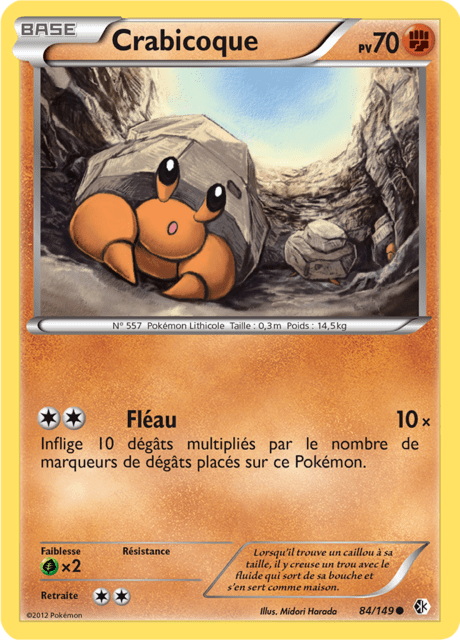 BASE
Crabicoque
PV70
N° 557 Pokémon Lithicole Taille : 0,3 m Poids : 14,5 kg
Fléau 10 x
Inflige 10 dégâts multipliés par le nombre de
marqueurs de dégâts placés sur ce Pokémon.
Faiblesse Résistance
×2
Retraite
Lorsqu'il trouve un caillou à sa
taille, il y creuse un trou avec le
fluide qui sort de sa bouche et
s'en sert comme maison.
©2012 Pokémon
Illus. Midori Harada
84/149